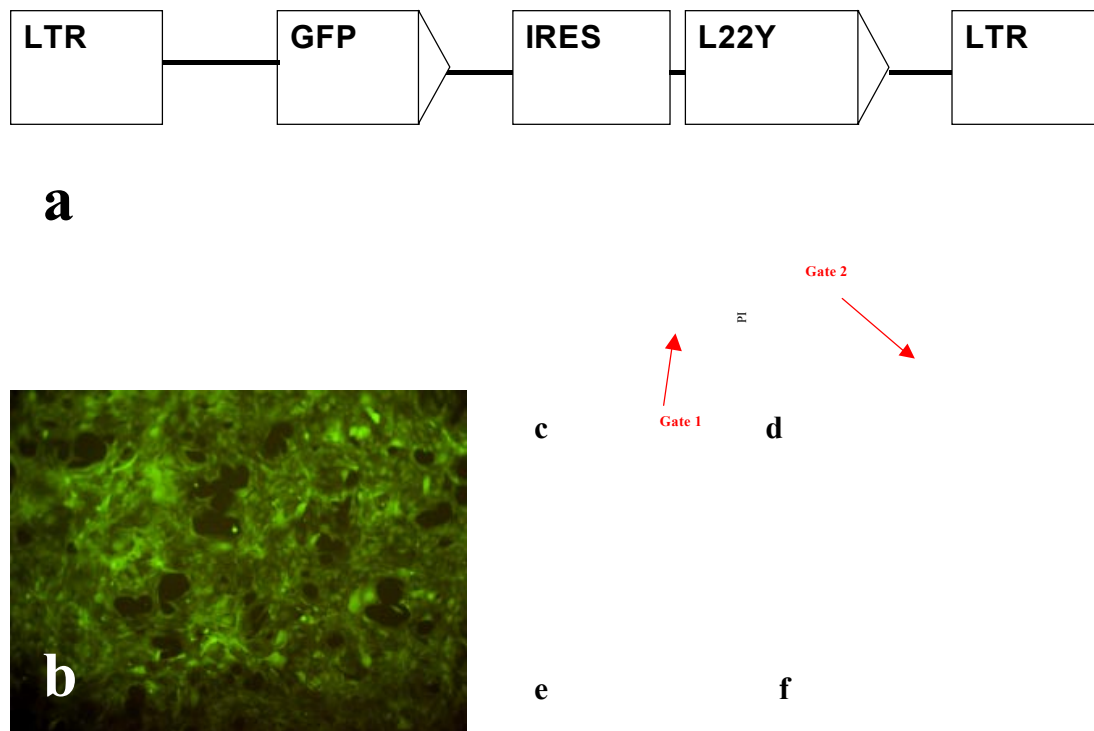 LTR GFP IRES L22Y LTR
a
Gate 2
PI
Gate 1
c d
b
e f